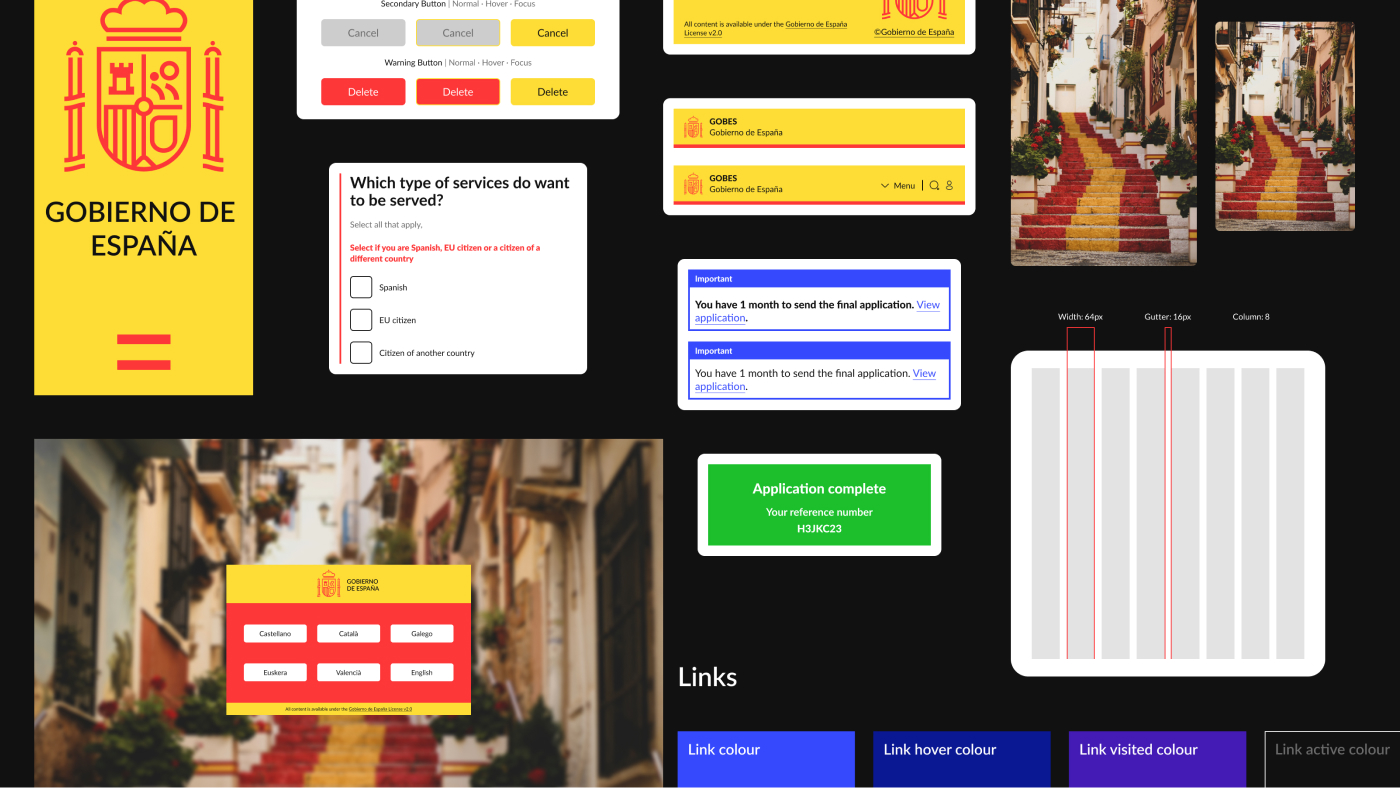 GOBIERNO DE
ESPAÑA
Secondary Button | Normal · Hover · Focus
Cancel
Cancel
Cancel
Warning Button | Normal · Hover · Focus
Delete
Delete
Delete
Which type of services do want
to be served?
Select all that apply,
Select if you are Spanish, EU citizen or a citizen of a
different country
Spanish
EU citizen
Citizen of another country
All content is available under the Gobierno de España
License v2.0
©Gobierno de España
GOBES
Gobierno de España
GOBES
Gobierno de España
Menu
Important
You have 1 month to send the final application. View
application.
Important
You have 1 month to send the final application. View
application.
Application complete
Your reference number
H3JKC23
Width: 64px
Gutter: 16px
Column: 8
GOBIERNO
DE ESPAÑA
Castellano
Català
Galego
Euskera
Valencià
English
All content is available under the Gobierno de España License v2.0
Links
Link colour
Link hover colour
Link visited colour
Link active colour